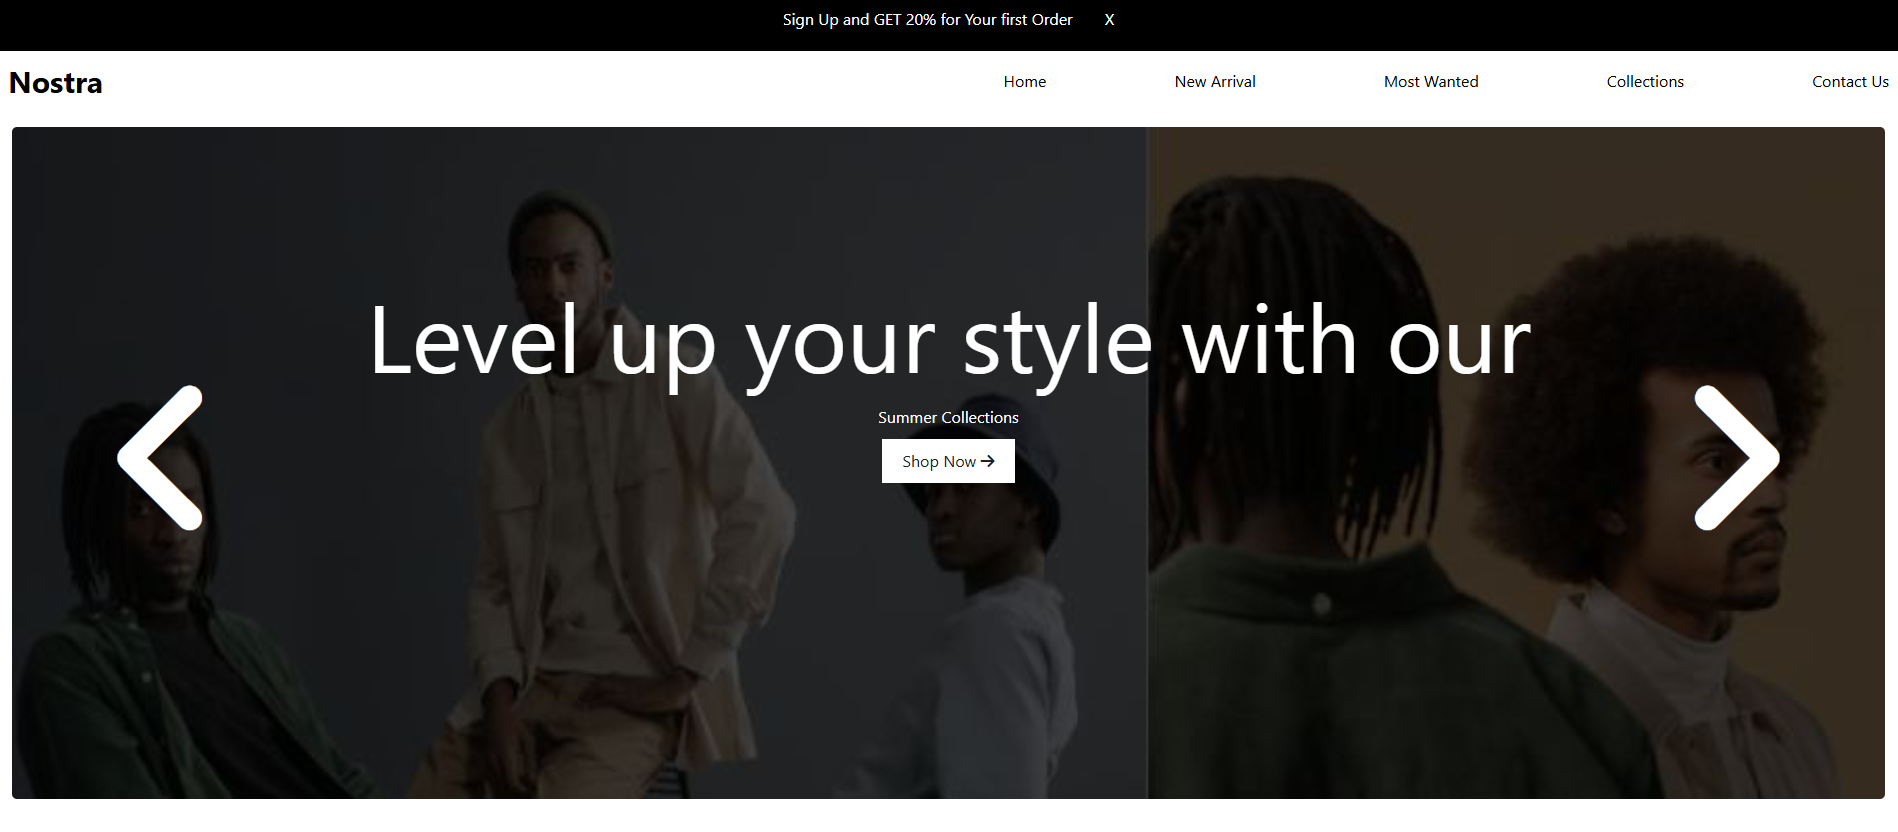 Sign Up and GET 20% for Your first Order X
Nostra
Home New Arrival Most Wanted Collections Contact Us
Level up your style with our
Summer Collections
Shop Now →